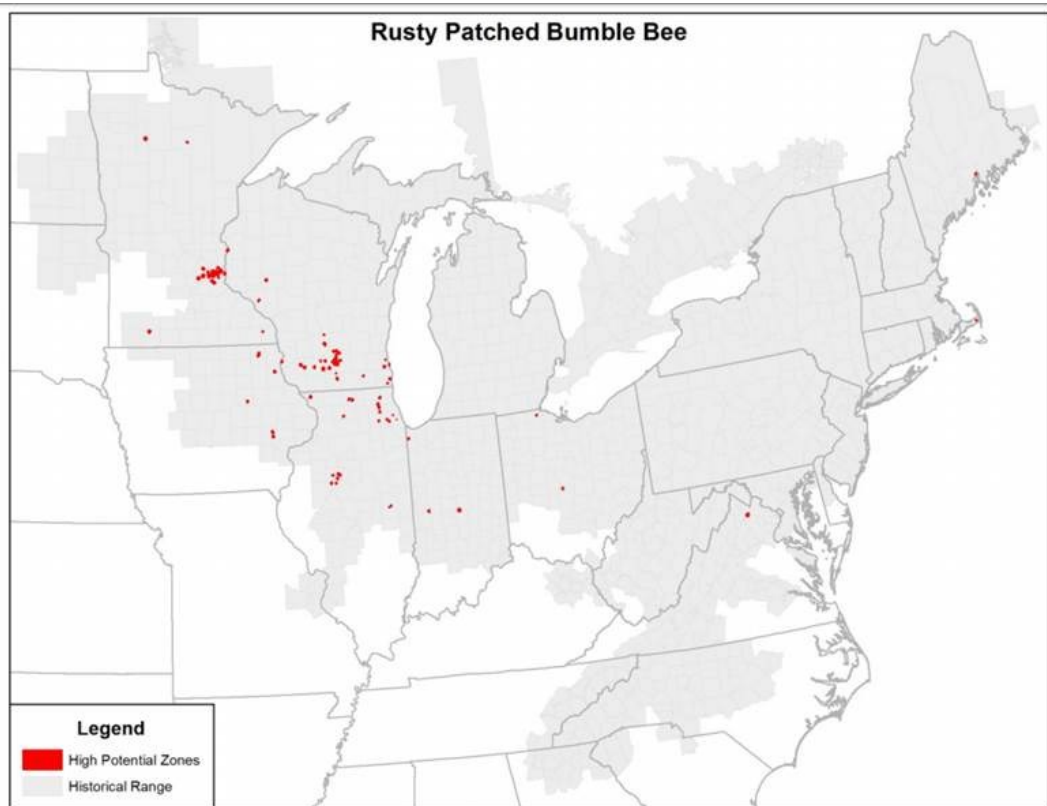 Rusty Patched Bumble Bee
Legend
High Potential Zones
Historical Range